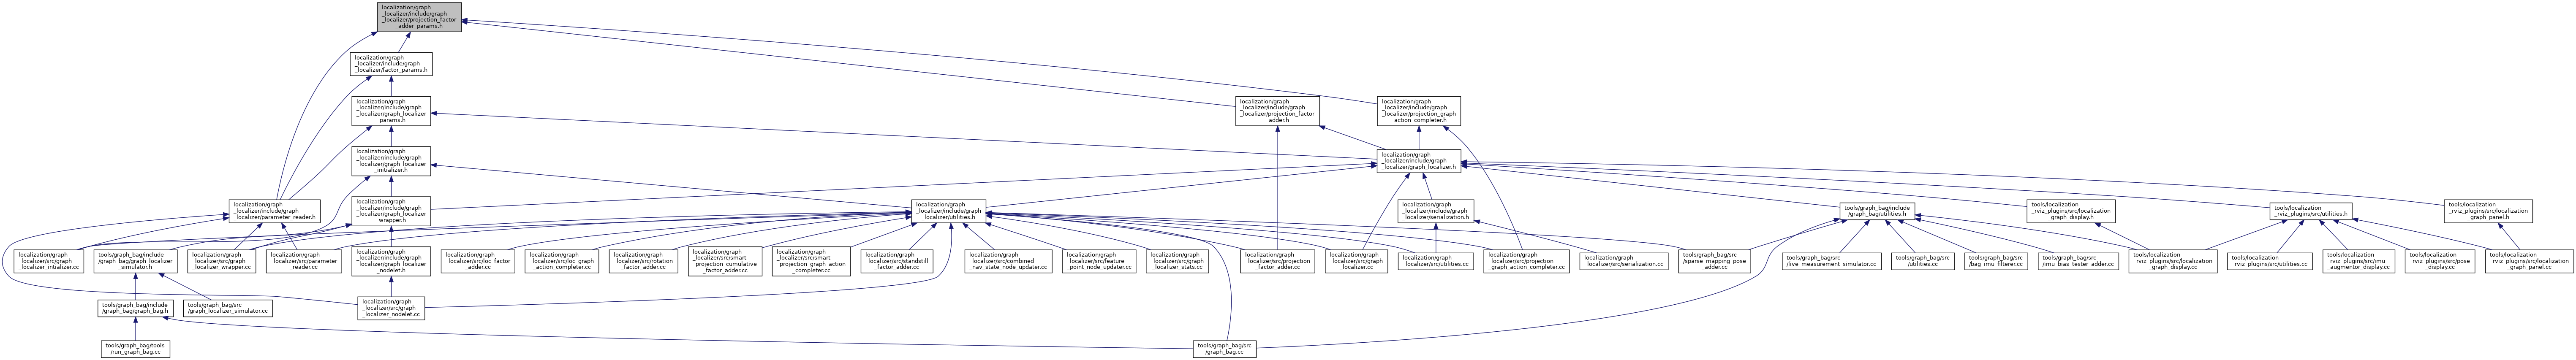 localization/graph
_localizer/include/graph
_localizer/projection_factor
_adder_params.h
localization/graph
_localizer/include/graph
_localizer/factor_params.h
localization/graph
_localizer/include/graph
_localizer/graph_localizer
_params.h
localization/graph
_localizer/include/graph
_localizer/projection_factor
_adder.h
localization/graph
_localizer/include/graph
_localizer/projection_graph
_action_completer.h
localization/graph
_localizer/include/graph
_localizer/graph_localizer
_initializer.h
localization/graph
_localizer/include/graph
_localizer/graph_localizer.h
localization/graph
_localizer/include/graph
_localizer/parameter_reader.h
localization/graph
_localizer/include/graph
_localizer/graph_localizer
_wrapper.h
localization/graph
_localizer/include/graph
_localizer/utilities.h
localization/graph
_localizer/include/graph
_localizer/serialization.h
tools/graph_bag/include
/graph_bag/utilities.h
tools/localization
_rviz_plugins/src/localization
_graph_display.h
tools/localization
_rviz_plugins/src/utilities.h
tools/localization
_rviz_plugins/src/localization
_graph_panel.h
localization/graph
_localizer/src/graph
_localizer_intializer.cc
tools/graph_bag/include
/graph_bag/graph_localizer
_simulator.h
localization/graph
_localizer/src/graph
_localizer_wrapper.cc
localization/graph
_localizer/src/parameter
_reader.cc
localization/graph
_localizer/include/graph
_localizer/graph_localizer
_nodelet.h
localization/graph
_localizer/src/loc_factor
_adder.cc
localization/graph
_localizer/src/loc_graph
_action_completer.cc
localization/graph
_localizer/src/rotation
_factor_adder.cc
localization/graph
_localizer/src/smart
_projection_cumulative
_factor_adder.cc
localization/graph
_localizer/src/smart
_projection_graph_action
_completer.cc
localization/graph
_localizer/src/standstill
_factor_adder.cc
localization/graph
_localizer/src/combined
_nav_state_node_updater.cc
localization/graph
_localizer/src/feature
_point_node_updater.cc
localization/graph
_localizer/src/graph
_localizer_stats.cc
localization/graph
_localizer/src/projection
_factor_adder.cc
localization/graph
_localizer/src/graph
_localizer.cc
localization/graph
_localizer/src/utilities.cc
localization/graph
_localizer/src/projection
_graph_action_completer.cc
localization/graph
_localizer/src/serialization.cc
tools/graph_bag/src
/sparse_mapping_pose
_adder.cc
tools/graph_bag/src
/live_measurement_simulator.cc
tools/graph_bag/src
/utilities.cc
tools/graph_bag/src
/bag_imu_filterer.cc
tools/graph_bag/src
/imu_bias_tester_adder.cc
tools/localization
_rviz_plugins/src/localization
_graph_display.cc
tools/localization
_rviz_plugins/src/utilities.cc
tools/localization
_rviz_plugins/src/imu
_augmentor_display.cc
tools/localization
_rviz_plugins/src/pose
_display.cc
tools/localization
_rviz_plugins/src/localization
_graph_panel.cc
tools/graph_bag/include
/graph_bag/graph_bag.h
tools/graph_bag/src
/graph_localizer_simulator.cc
localization/graph
_localizer/src/graph
_localizer_nodelet.cc
tools/graph_bag/tools
/run_graph_bag.cc
tools/graph_bag/src
/graph_bag.cc